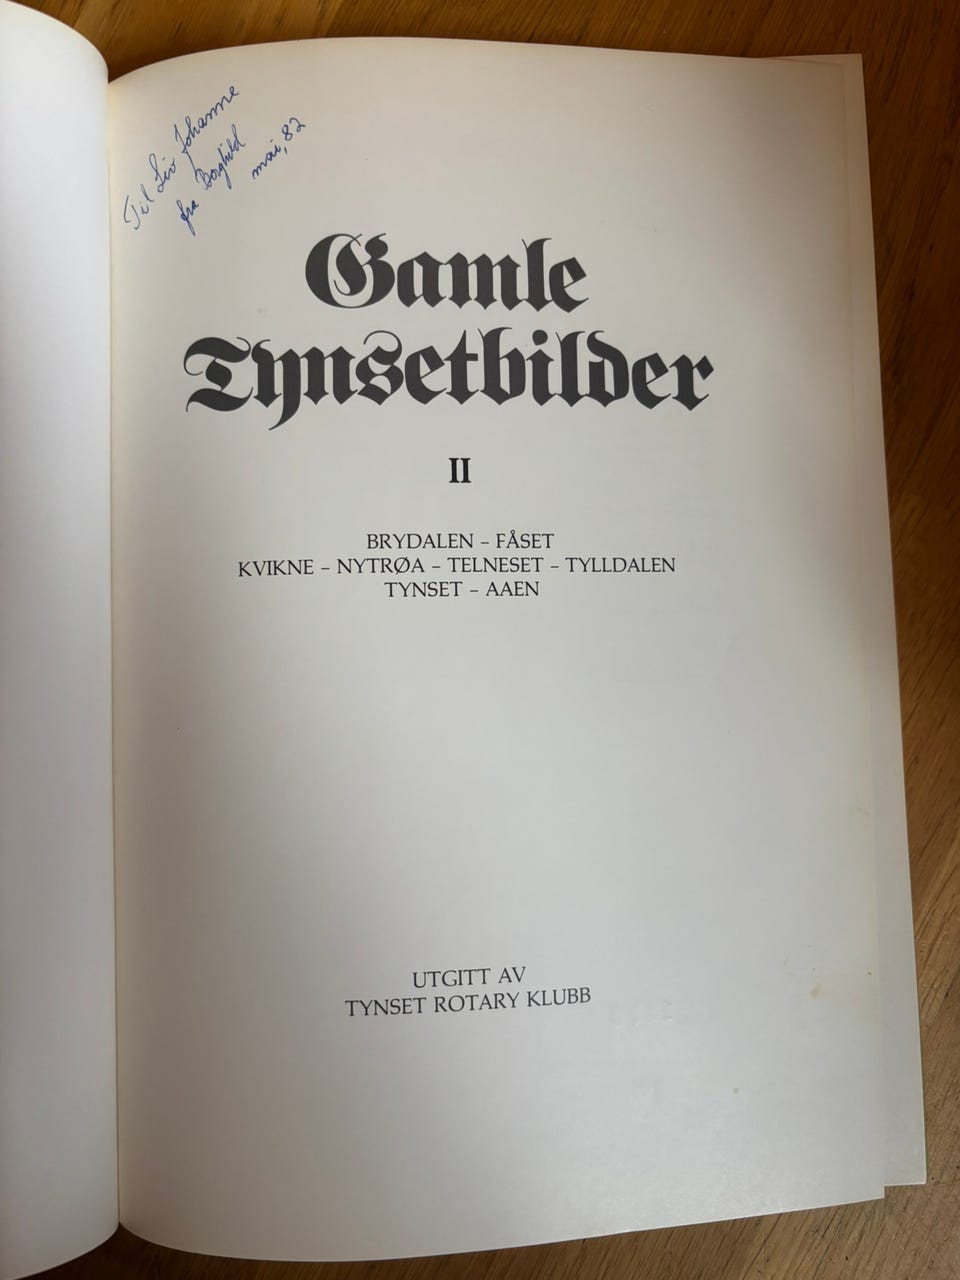 Til Liv Johanne
fra Borghild
mai, 82
Gamle
Tynsetbilder
II
BRYDALEN – FÅSET
KVIKNE – NYTRØA – TELNESET – TYLLDALEN
TYNSET – AAEN
UTGITT AV
TYNSET ROTARY KLUBB